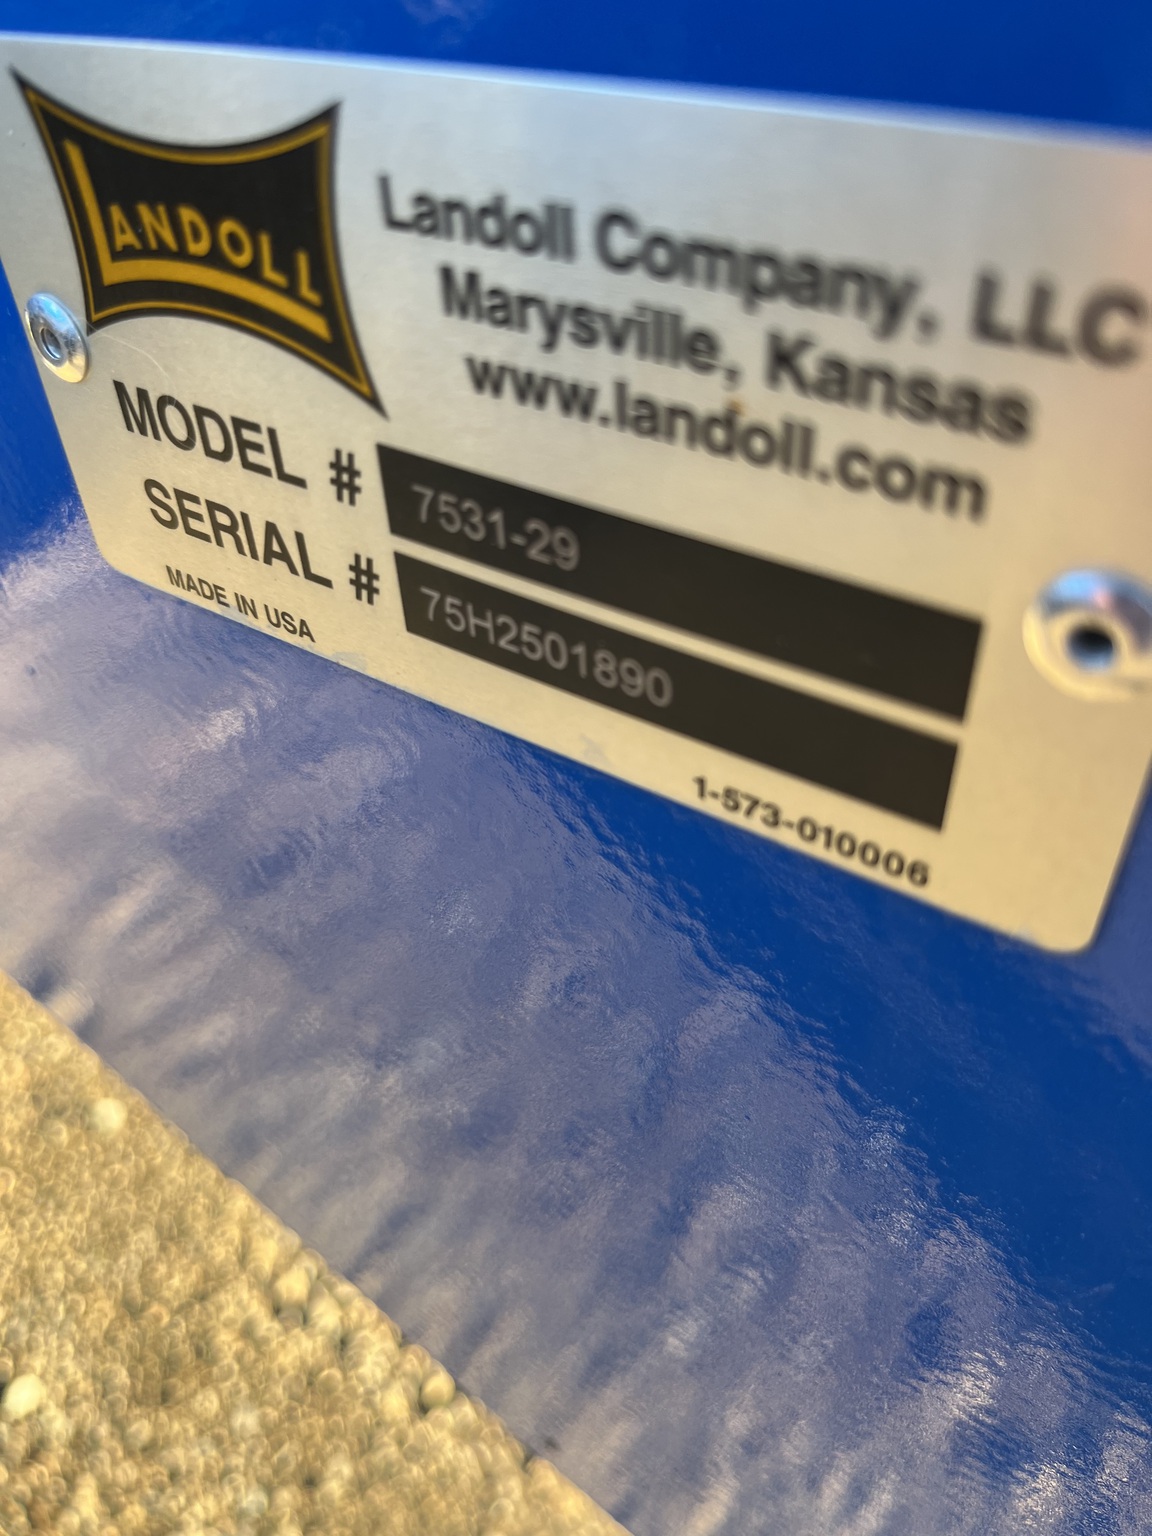 LANDOLL
Landoll Company, LLC
Marysville, Kansas
www.landoll.com
MODEL # 7531-29
SERIAL # 75H2501890
MADE IN USA
1-573-010006